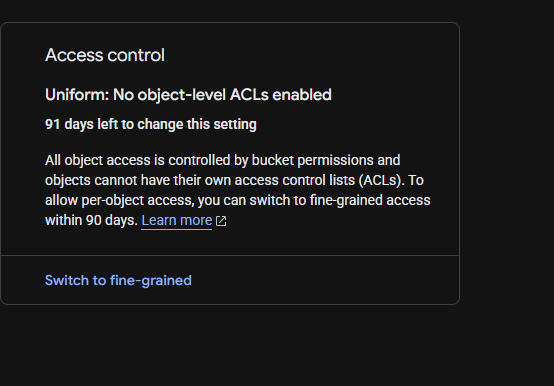 Access control
Uniform: No object-level ACLs enabled
91 days left to change this setting
All object access is controlled by bucket permissions and
objects cannot have their own access control lists (ACLs). To
allow per-object access, you can switch to fine-grained access
within 90 days. Learn more
Switch to fine-grained